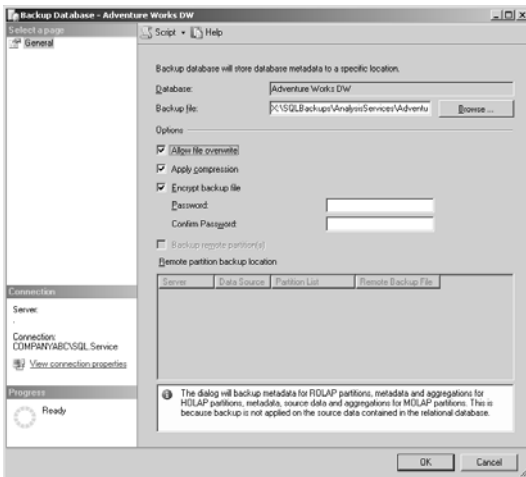 Backup Database - Adventure Works DW
Select a page
General
Script
Help
Backup database will store database metadata to a specific location.
Database:
Adventure Works DW
Backup file:
X:\SQLBackups\AnalysisServices\Adventu
Browse ...
Options
Allow file overwrite
Apply compression
Encrypt backup file
Password:
Confirm Password:
Backup remote partition(s)
Remote partition backup location
Server
Data Source
Partition List
Remote Backup File
Connection
Server:
.
Connection:
COMPANYABC\SQL.Service
View connection properties
Progress
Ready
The dialog will backup metadata for ROLAP partitions, metadata and aggregations for
HOLAP partitions, metadata, source data and aggregations for MOLAP partitions. This is
because backup is not applied on the source data contained in the relational database.
OK
Cancel